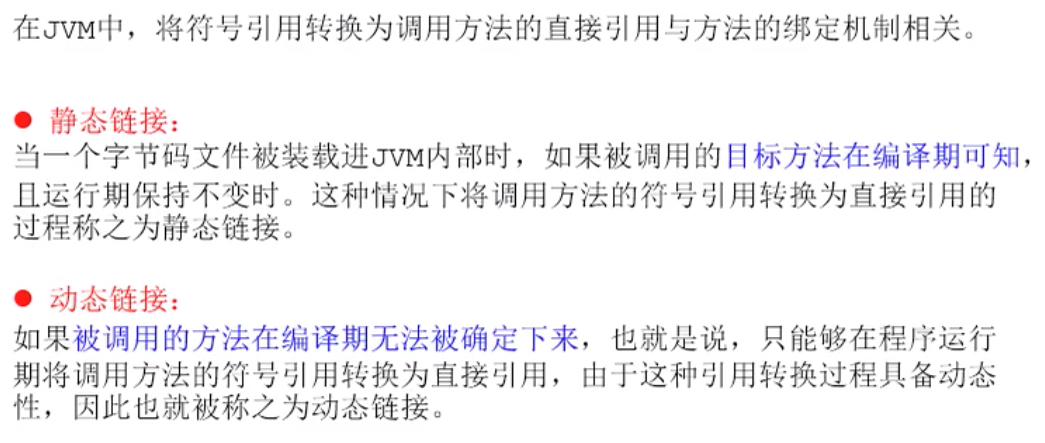 在JVM中，将符号引用转换为调用方法的直接引用与方法的绑定机制相关。
● 静态链接：
当一个字节码文件被装载进JVM内部时，如果被调用的目标方法在编译期可知，
且运行期保持不变时。这种情况下将调用方法的符号引用转换为直接引用的
过程称之为静态链接。
● 动态链接：
如果被调用的方法在编译期无法被确定下来，也就是说，只能够在程序运行
期将调用方法的符号引用转换为直接引用，由于这种引用转换过程具备动态
性，因此也就被称之为动态链接。